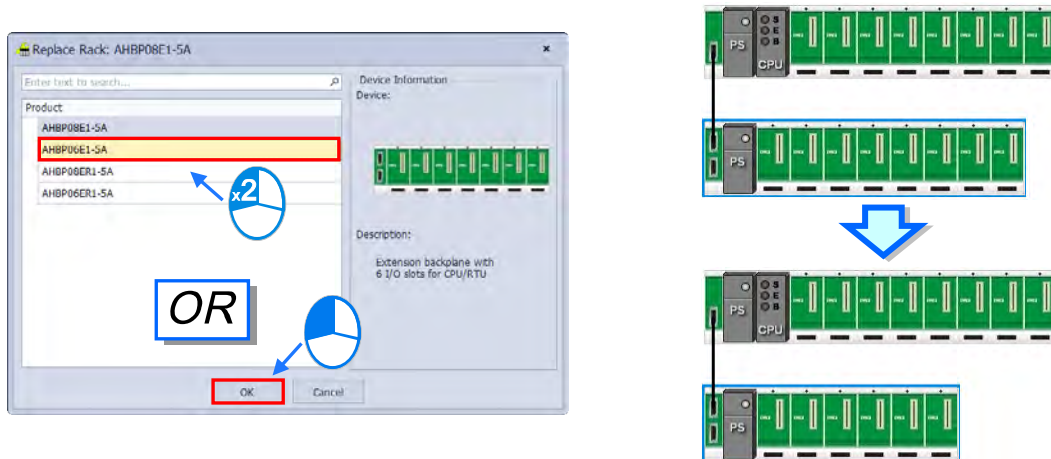 Replace Rack: AHBP08E1-5A
Enter text to search...
Product
AHBP08E1-5A
AHBP06E1-5A
AHBP08ER1-5A
AHBP06ER1-5A
x2
OR
OK
Cancel
Device Information
Device:
Description:
Extension backplane with
6 I/O slots for CPU/RTU
PS
S
E
B
CPU
PS
PS
S
E
B
CPU
PS